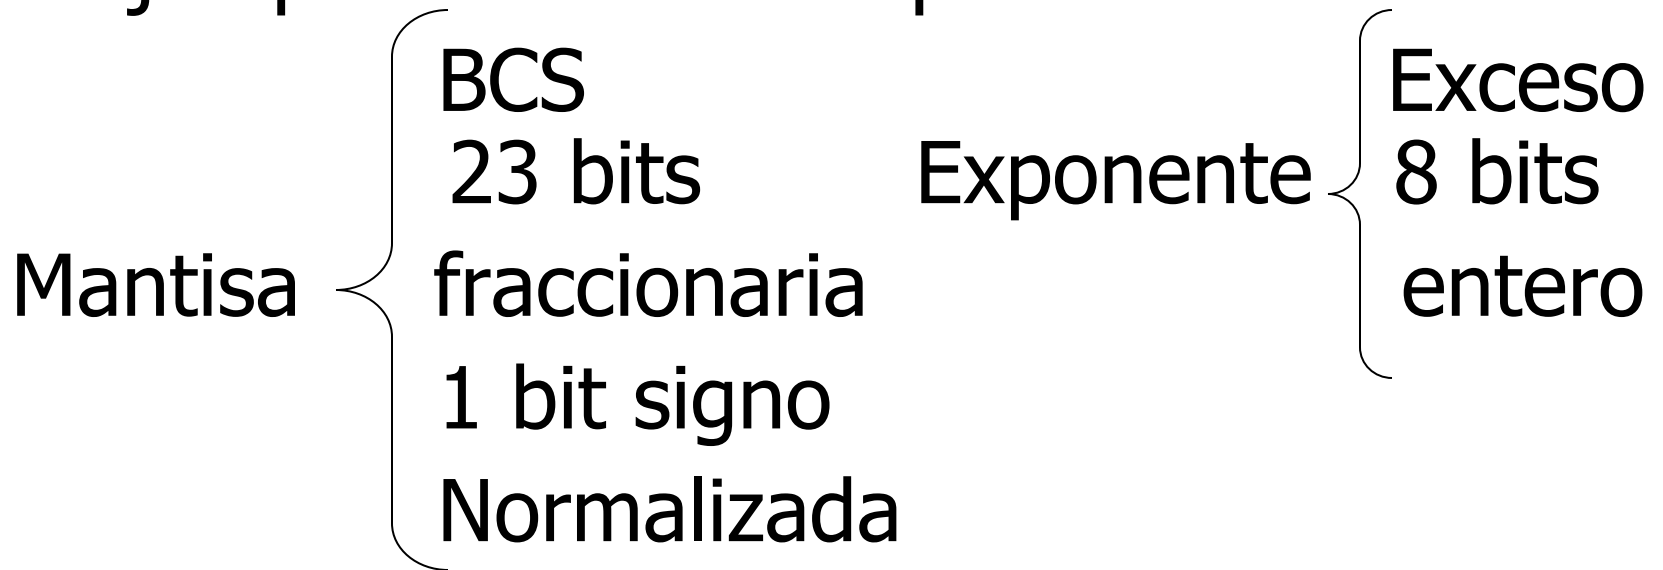 Mantisa
BCS
23 bits
fraccionaria
1 bit signo
Normalizada
Exponente
Exceso
8 bits
entero